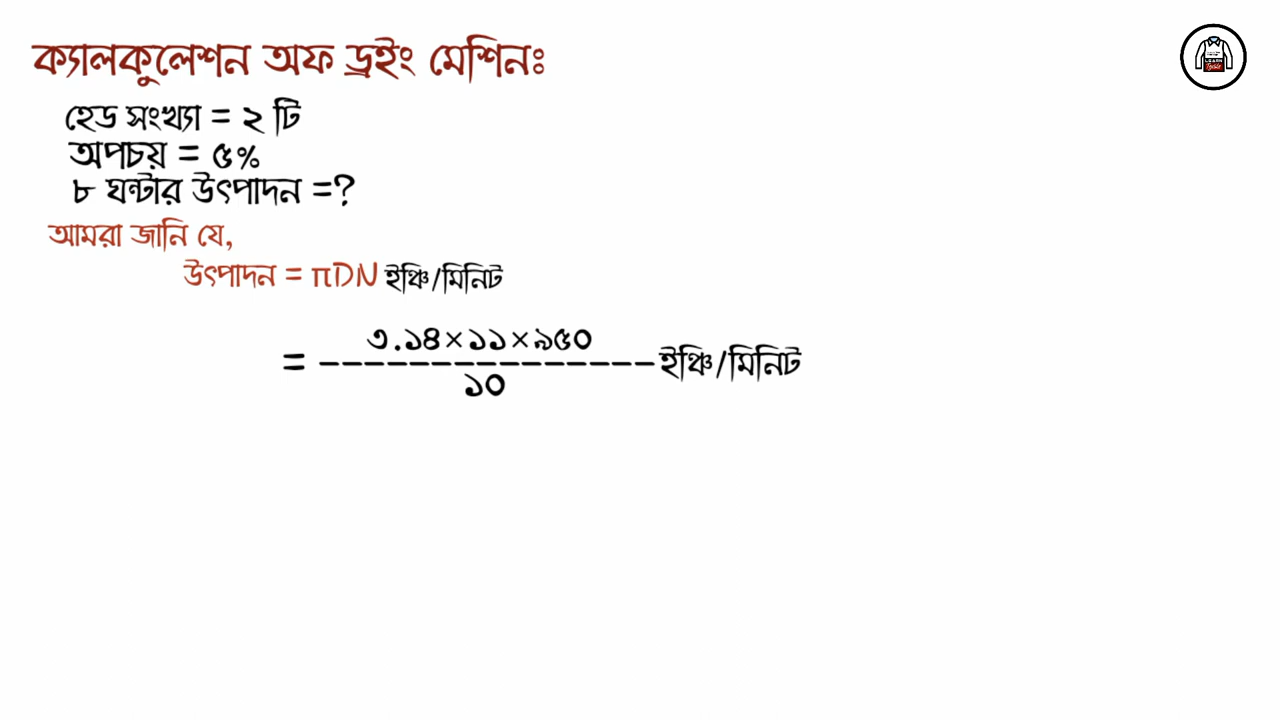 ক্যালকুলেশন অফ ড্রইং মেশিনঃ
হেড সংখ্যা = ২ টি
অপচয় = ৫%
৮ ঘন্টার উৎপাদন =?
আমরা জানি যে,
উৎপাদন = πDN ইঞ্চি/মিনিট
৩.১৪×১১×৯৫০
= --------------- ইঞ্চি/মিনিট
১০
LEARN